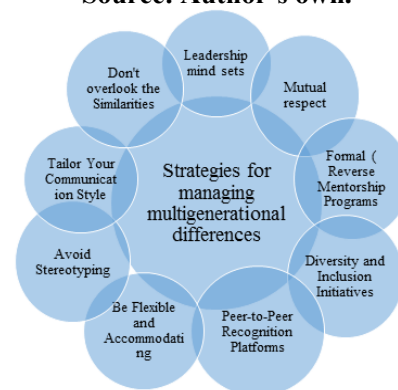 Source: Author's own.
Leadership
mind sets
Mutual
respect
Formal (
Reverse
Mentorship
Programs
Diversity and
Inclusion
Initiatives
Peer-to-Peer
Recognition
Platforms
Be Flexible
and
Accommodati
ng
Avoid
Stereotyping
Tailor Your
Communicat
ion Style
Don't
overlook the
Similarities
Strategies for
managing
multigenerational
differences